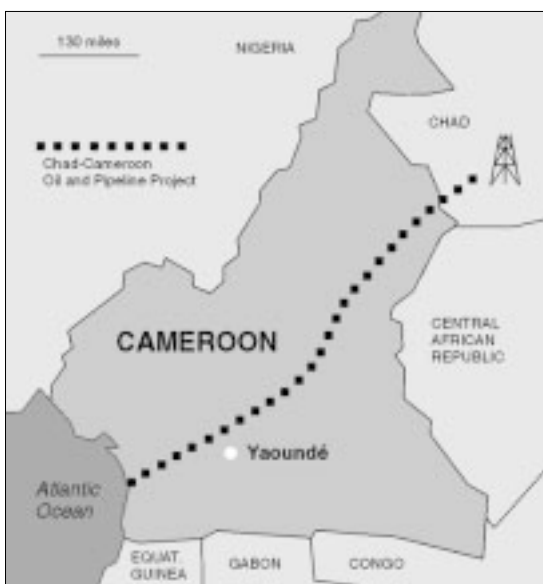 130 miles
NIGERIA
CHAD
Chad-Cameroon
Oil and Pipeline Project
CAMEROON
CENTRAL
AFRICAN
REPUBLIC
Yaoundé
Atlantic
Ocean
EQUAT.
GUINEA
GABON
CONGO